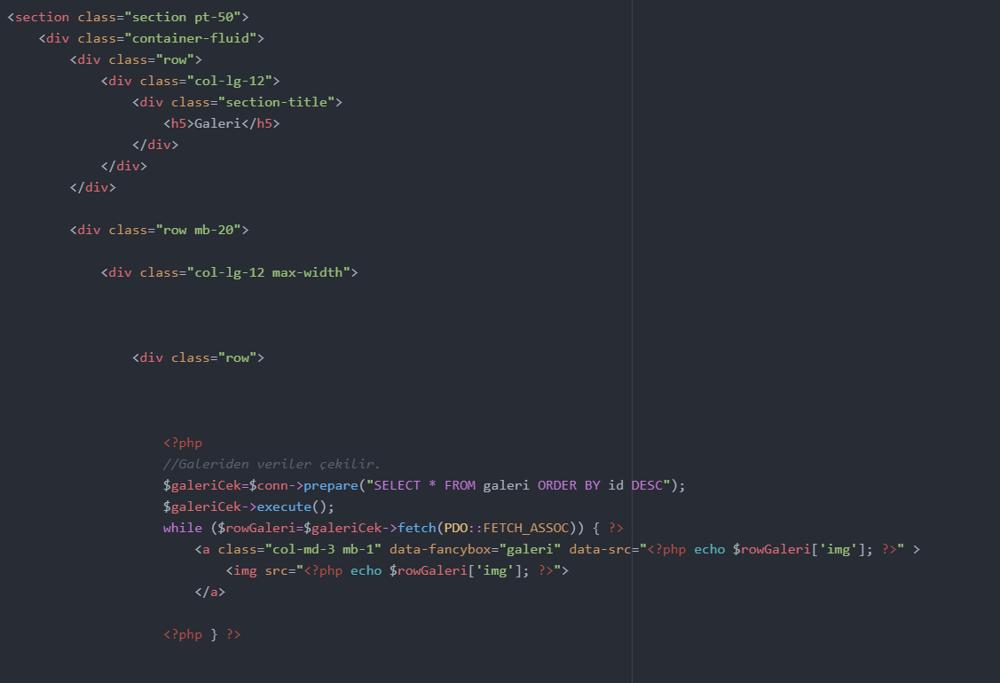 <section class="section pt-50">
<div class="container-fluid">
<div class="row">
<div class="col-lg-12">
<div class="section-title">
<h5>Galeri</h5>
</div>
</div>
</div>
<div class="row mb-20">
<div class="col-lg-12 max-width">
<div class="row">
<?php
//Galeriden veriler çekilir.
$galeriCek=$conn->prepare("SELECT * FROM galeri ORDER BY id DESC");
$galeriCek->execute();
while ($rowGaleri=$galeriCek->fetch(PDO::FETCH_ASSOC)) { ?>
<a class="col-md-3 mb-1" data-fancybox="galeri" data-src="<?php echo $rowGaleri['img']; ?>" >
<img src="<?php echo $rowGaleri['img']; ?>">
</a>
<?php } ?>